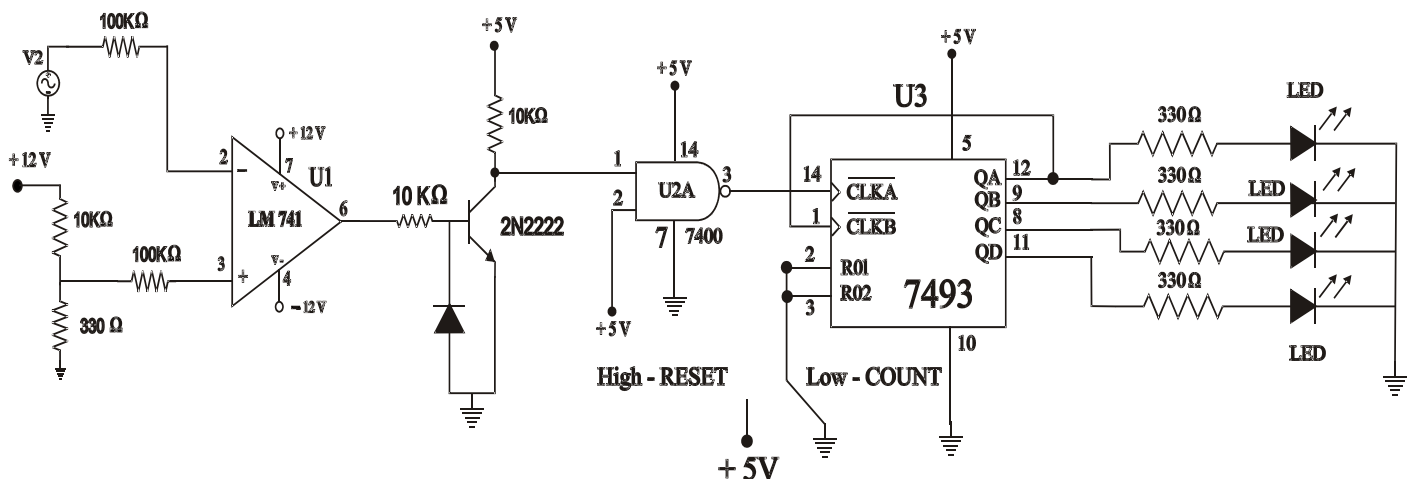 100KΩ
V2
+12V
10KΩ
330 Ω
100KΩ
2
3
+12V
7
V+
U1
LM 741
6
V-
4
-12V
10 KΩ
+5V
10KΩ
2N2222
+5V
1
14
2
U2A
3
7
7400
+5V
+5V
U3
5
14
CLKA
1
CLKB
2
R01
R02
3
7493
QA
12
QB
9
QC
8
QD
11
10
High - RESET
Low - COUNT
+ 5V
330Ω
330Ω
330Ω
330Ω
LED
LED
LED
LED